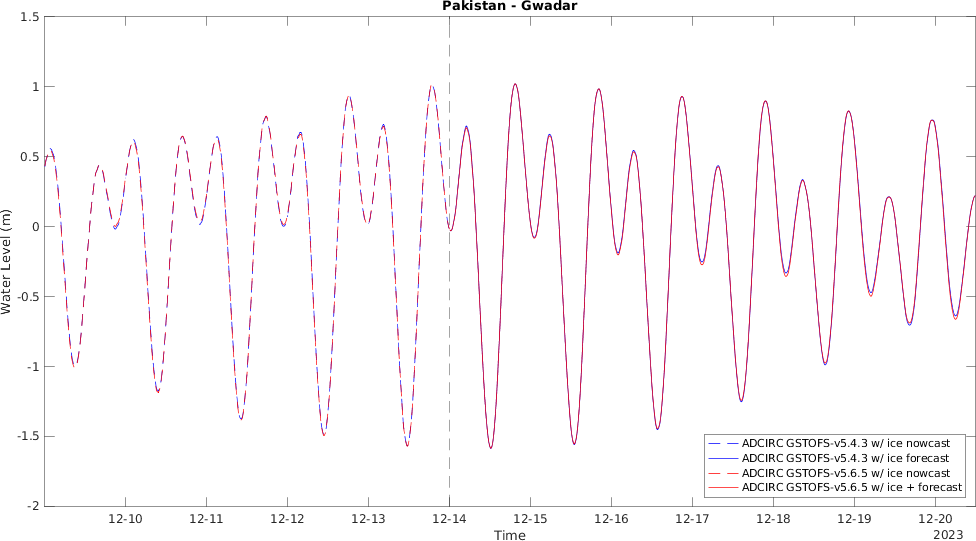 Pakistan - Gwadar
1.5
1
0.5
0
-0.5
-1
-1.5
-2
Water Level (m)
12-10 12-11 12-12 12-13 12-14 12-15 12-16 12-17 12-18 12-19 12-20
Time
2023
ADCIRC GSTOFS-v5.4.3 w/ ice nowcast
ADCIRC GSTOFS-v5.4.3 w/ ice forecast
ADCIRC GSTOFS-v5.6.5 w/ ice nowcast
ADCIRC GSTOFS-v5.6.5 w/ ice + forecast